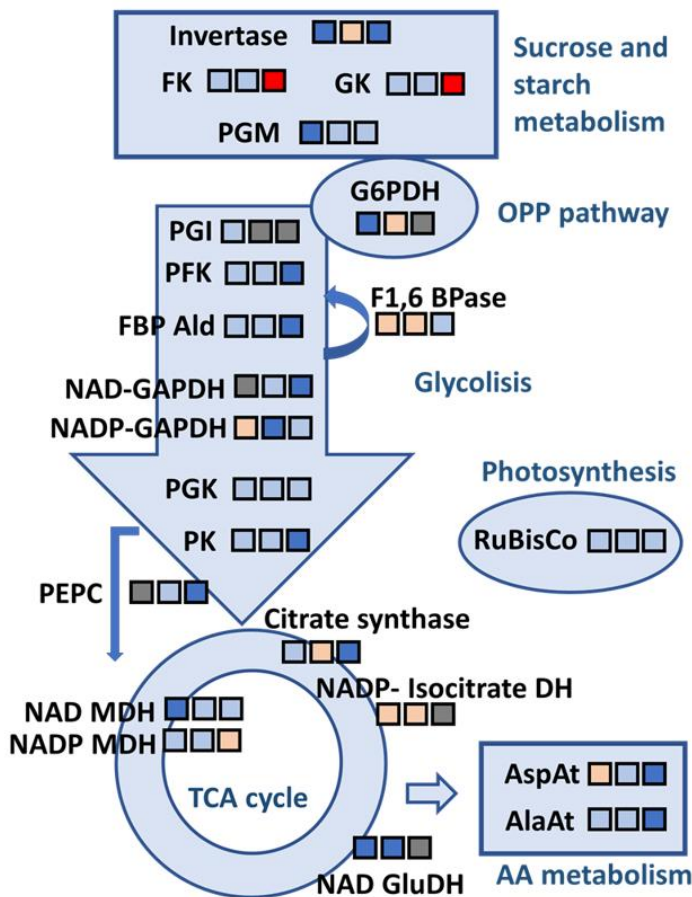 Invertase
FK
GK
PGM
Sucrose and
starch
metabolism
G6PDH
OPP pathway
PGI
PFK
FBP Ald
F1,6 BPase
NAD-GAPDH
NADP-GAPDH
Glycolisis
PGK
PK
Photosynthesis
RuBisCo
PEPC
Citrate synthase
NADP- Isocitrate DH
NAD MDH
NADP MDH
TCA cycle
NAD GluDH
AspAt
AlaAt
AA metabolism